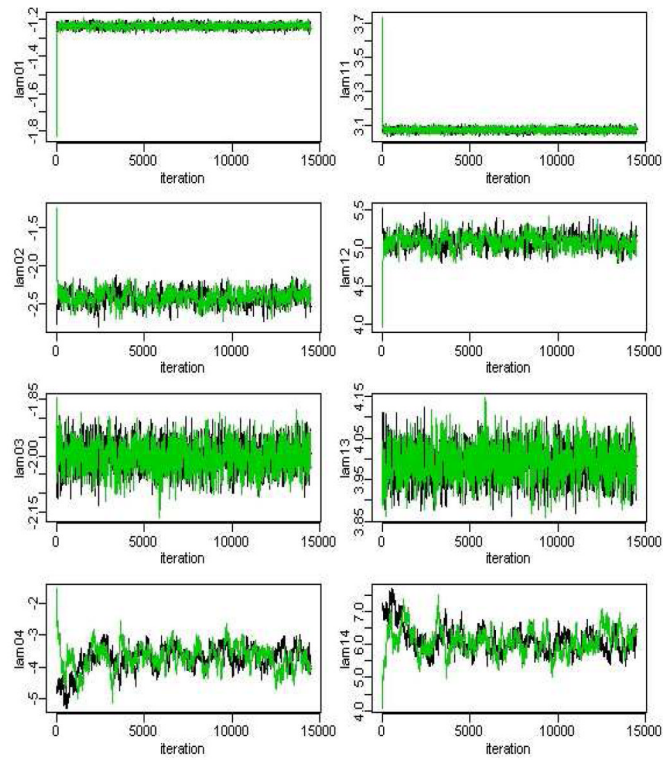 lam01
-1.8 -1.6 -1.4 -1.2
0 5000 10000 15000
iteration
lam11
3.1 3.3 3.5 3.7
0 5000 10000 15000
iteration
lam02
-2.5 -2.0 -1.5
0 5000 10000 15000
iteration
lam12
4.0 4.5 5.0 5.5
0 5000 10000 15000
iteration
lam03
-2.15 -2.00 -1.85
0 5000 10000 15000
iteration
lam13
3.85 3.95 4.05 4.15
0 5000 10000 15000
iteration
lam04
-5 -4 -3 -2
0 5000 10000 15000
iteration
lam14
4.0 5.0 6.0 7.0
0 5000 10000 15000
iteration